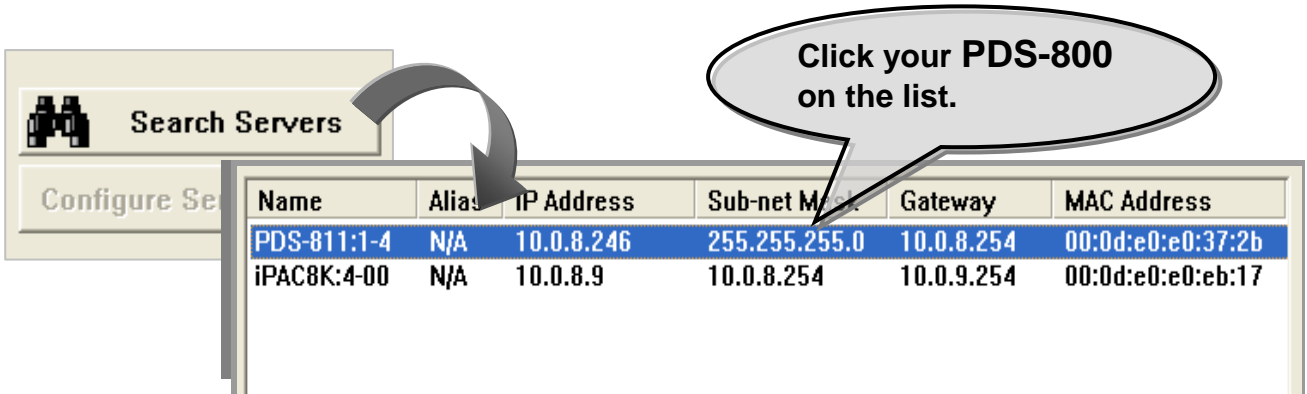 Click your PDS-800
on the list.
Search Servers
Configure Ser
Name Alias IP Address Sub-net Mask Gateway MAC Address
PDS-811:1-4 N/A 10.0.8.246 255.255.255.0 10.0.8.254 00:0d:e0:e0:37:2b
iPAC8K:4-00 N/A 10.0.8.9 10.0.8.254 10.0.9.254 00:0d:e0:e0:eb:17